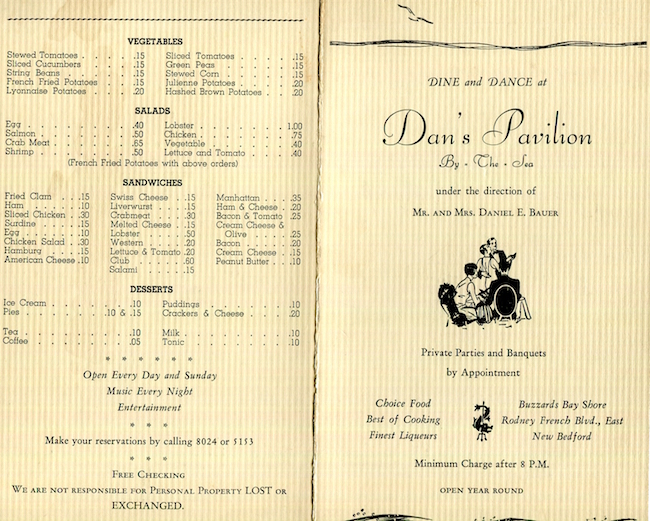 VEGETABLES
Stewed Tomatoes . . . . .15 Sliced Tomatoes . . . . .15
Sliced Cucumbers . . . . .15 Green Peas . . . . . .15
String Beans . . . . . .15 Stewed Corn . . . . . .15
French Fried Potatoes . . . .15 Julienne Potatoes . . . . .20
Lyonnaise Potatoes . . . . .20 Hashed Brown Potatoes . . . .20
SALADS
Egg . . . . . . . . .40 Lobster . . . . . . . 1.00
Salmon . . . . . . . .50 Chicken . . . . . . . .75
Crab Meat . . . . . . .65 Vegetable . . . . . . .40
Shrimp . . . . . . . .50 Lettuce and Tomato . . . . .40
(French Fried Potatoes with above orders)
SANDWICHES
Fried Clam . . .15 Swiss Cheese . . .15 Manhattan . . . .35
Ham . . . . .10 Liverwurst . . . .15 Ham & Cheese . .20
Sliced Chicken . .30 Crabmeat . . . .30 Bacon & Tomato .25
Sardine . . . .15 Melted Cheese . . .15 Cream Cheese &
Egg . . . . .10 Lobster . . . . .50 Olive . . . . .25
Chicken Salad . .30 Western . . . . .20 Bacon . . . . .20
Hamburg . . . .15 Lettuce & Tomato .20 Cream Cheese . . .15
American Cheese .10 Club . . . . . .60 Peanut Butter . . .10
Salami . . . . .15
DESSERTS
Ice Cream . . . . . . .10 Puddings . . . . . . .10
Pies . . . . . .10 & .15 Crackers & Cheese . . . . .20
Tea . . . . . . . . .10 Milk . . . . . . . . .10
Coffee . . . . . . . .05 Tonic . . . . . . . .10
* * * * * *
Open Every Day and Sunday
Music Every Night
Entertainment
* * *
Make your reservations by calling 8024 or 5153
* * *
FREE CHECKING
WE ARE NOT RESPONSIBLE FOR PERSONAL PROPERTY LOST OR
EXCHANGED.
DINE and DANCE at
Dan's Pavilion
By - The - Sea
under the direction of
MR. AND MRS. DANIEL E. BAUER
Private Parties and Banquets
by Appointment
Choice Food
Best of Cooking
Finest Liqueurs
Buzzards Bay Shore
Rodney French Blvd., East
New Bedford
Minimum Charge after 8 P.M.
OPEN YEAR ROUND